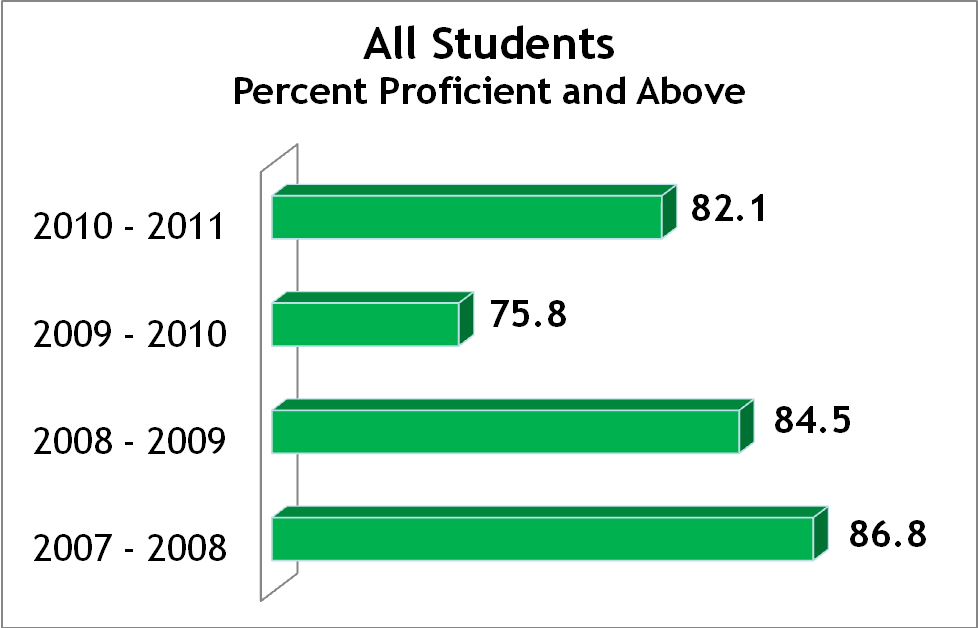 All Students
Percent Proficient and Above
2010 - 2011 82.1
2009 - 2010 75.8
2008 - 2009 84.5
2007 - 2008 86.8